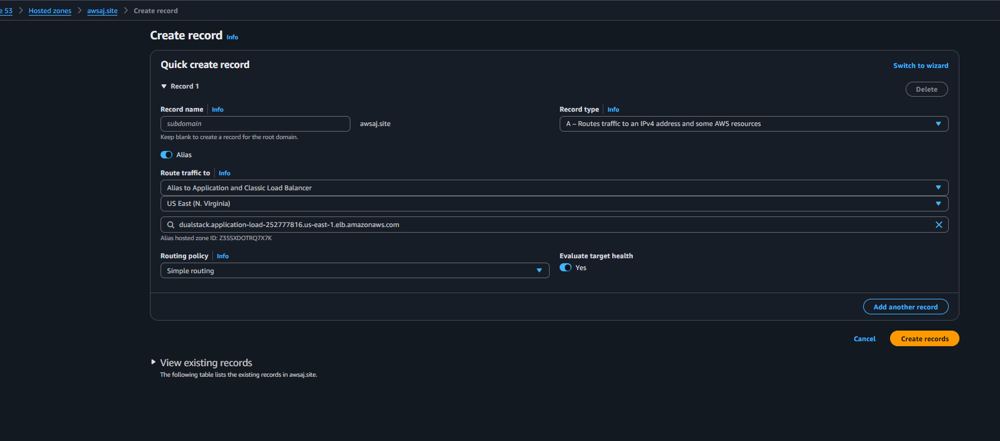 e 53 > Hosted zones > awsaj.site > Create record
Create record Info
Quick create record
Switch to wizard
Record 1
Delete
Record name Info
Record type Info
subdomain
awsaj.site
A – Routes traffic to an IPv4 address and some AWS resources
Keep blank to create a record for the root domain.
Alias
Route traffic to Info
Alias to Application and Classic Load Balancer
US East (N. Virginia)
dualstack.application-load-252777816.us-east-1.elb.amazonaws.com
Alias hosted zone ID: Z35SXDOTRQ7X7K
Routing policy Info
Evaluate target health
Simple routing
Yes
Add another record
Cancel
Create records
View existing records
The following table lists the existing records in awsaj.site.